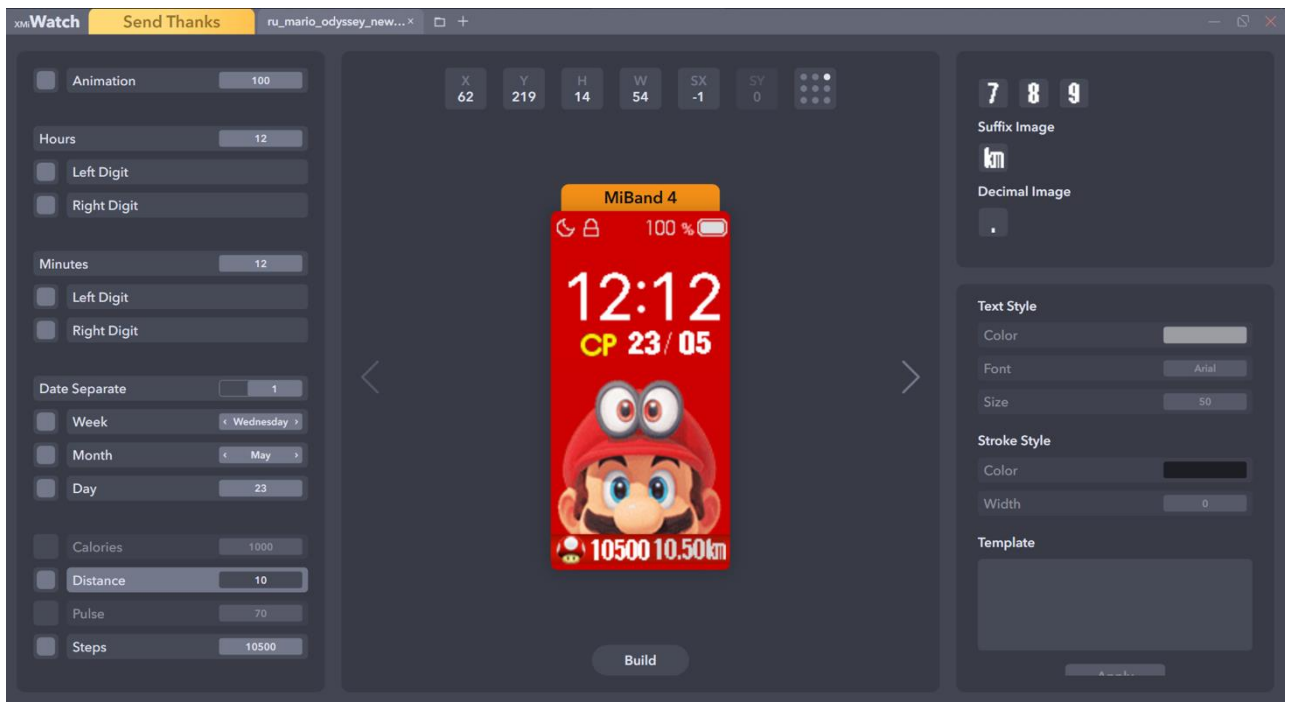 XMiWatch
Send Thanks
ru_mario_odyssey_new... ×
Animation 100
Hours 12
Left Digit
Right Digit
Minutes 12
Left Digit
Right Digit
Date Separate 1
Week ‹ Wednesday ›
Month ‹ May ›
Day 23
Calories 1000
Distance 10
Pulse 70
Steps 10500
X Y H W SX SY
62 219 14 54 -1 0
MiBand 4
100 %
12:12
СР 23/05
10500 10.50km
Build
7 8 9
Suffix Image
km
Decimal Image
.
Text Style
Color
Font Arial
Size 50
Stroke Style
Color
Width 0
Template
Apply